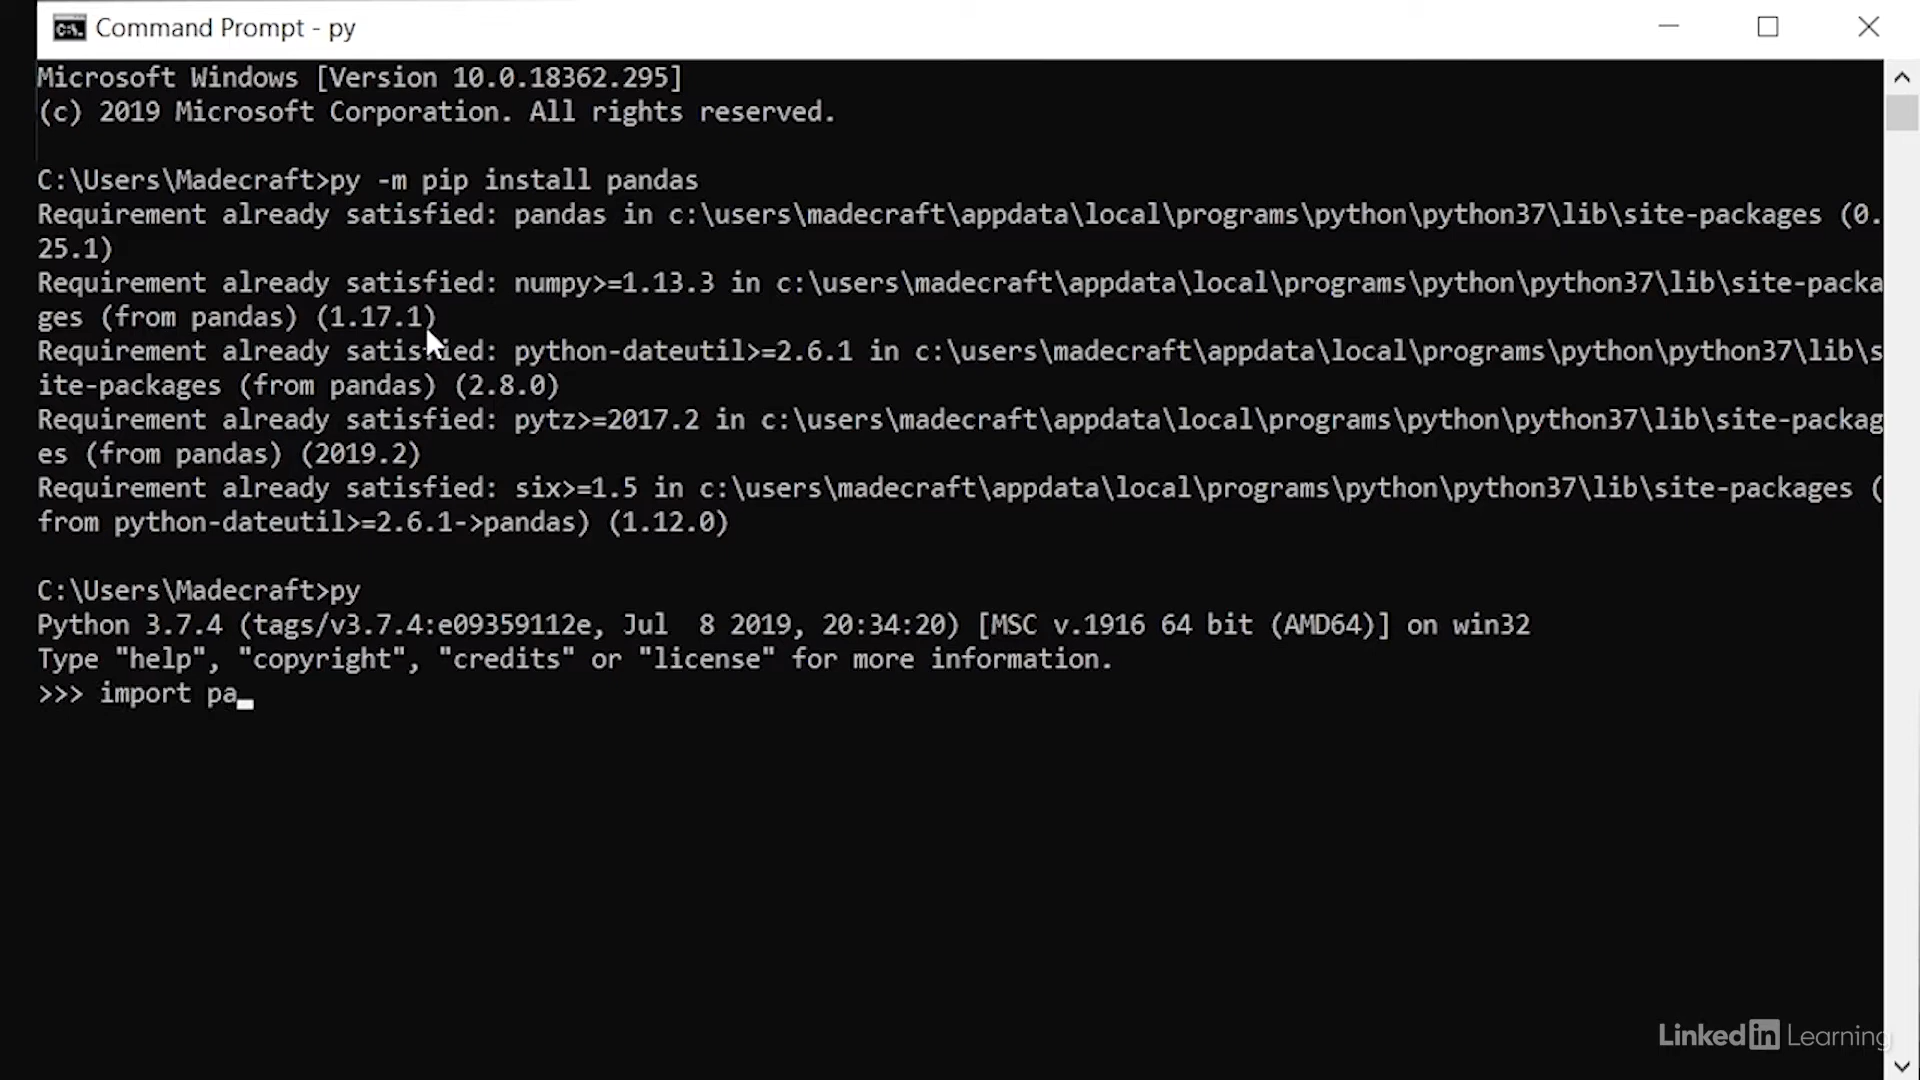 Command Prompt - py
Microsoft Windows [Version 10.0.18362.295]
(c) 2019 Microsoft Corporation. All rights reserved.
C:\Users\Madecraft>py -m pip install pandas
Requirement already satisfied: pandas in c:\users\madecraft\appdata\local\programs\python\python37\lib\site-packages (0.
25.1)
Requirement already satisfied: numpy>=1.13.3 in c:\users\madecraft\appdata\local\programs\python\python37\lib\site-packa
ges (from pandas) (1.17.1)
Requirement already satisfied: python-dateutil>=2.6.1 in c:\users\madecraft\appdata\local\programs\python\python37\lib\s
ite-packages (from pandas) (2.8.0)
Requirement already satisfied: pytz>=2017.2 in c:\users\madecraft\appdata\local\programs\python\python37\lib\site-packag
es (from pandas) (2019.2)
Requirement already satisfied: six>=1.5 in c:\users\madecraft\appdata\local\programs\python\python37\lib\site-packages (
from python-dateutil>=2.6.1->pandas) (1.12.0)
C:\Users\Madecraft>py
Python 3.7.4 (tags/v3.7.4:e09359112e, Jul  8 2019, 20:34:20) [MSC v.1916 64 bit (AMD64)] on win32
Type "help", "copyright", "credits" or "license" for more information.
>>> import pa
Linked in Learning